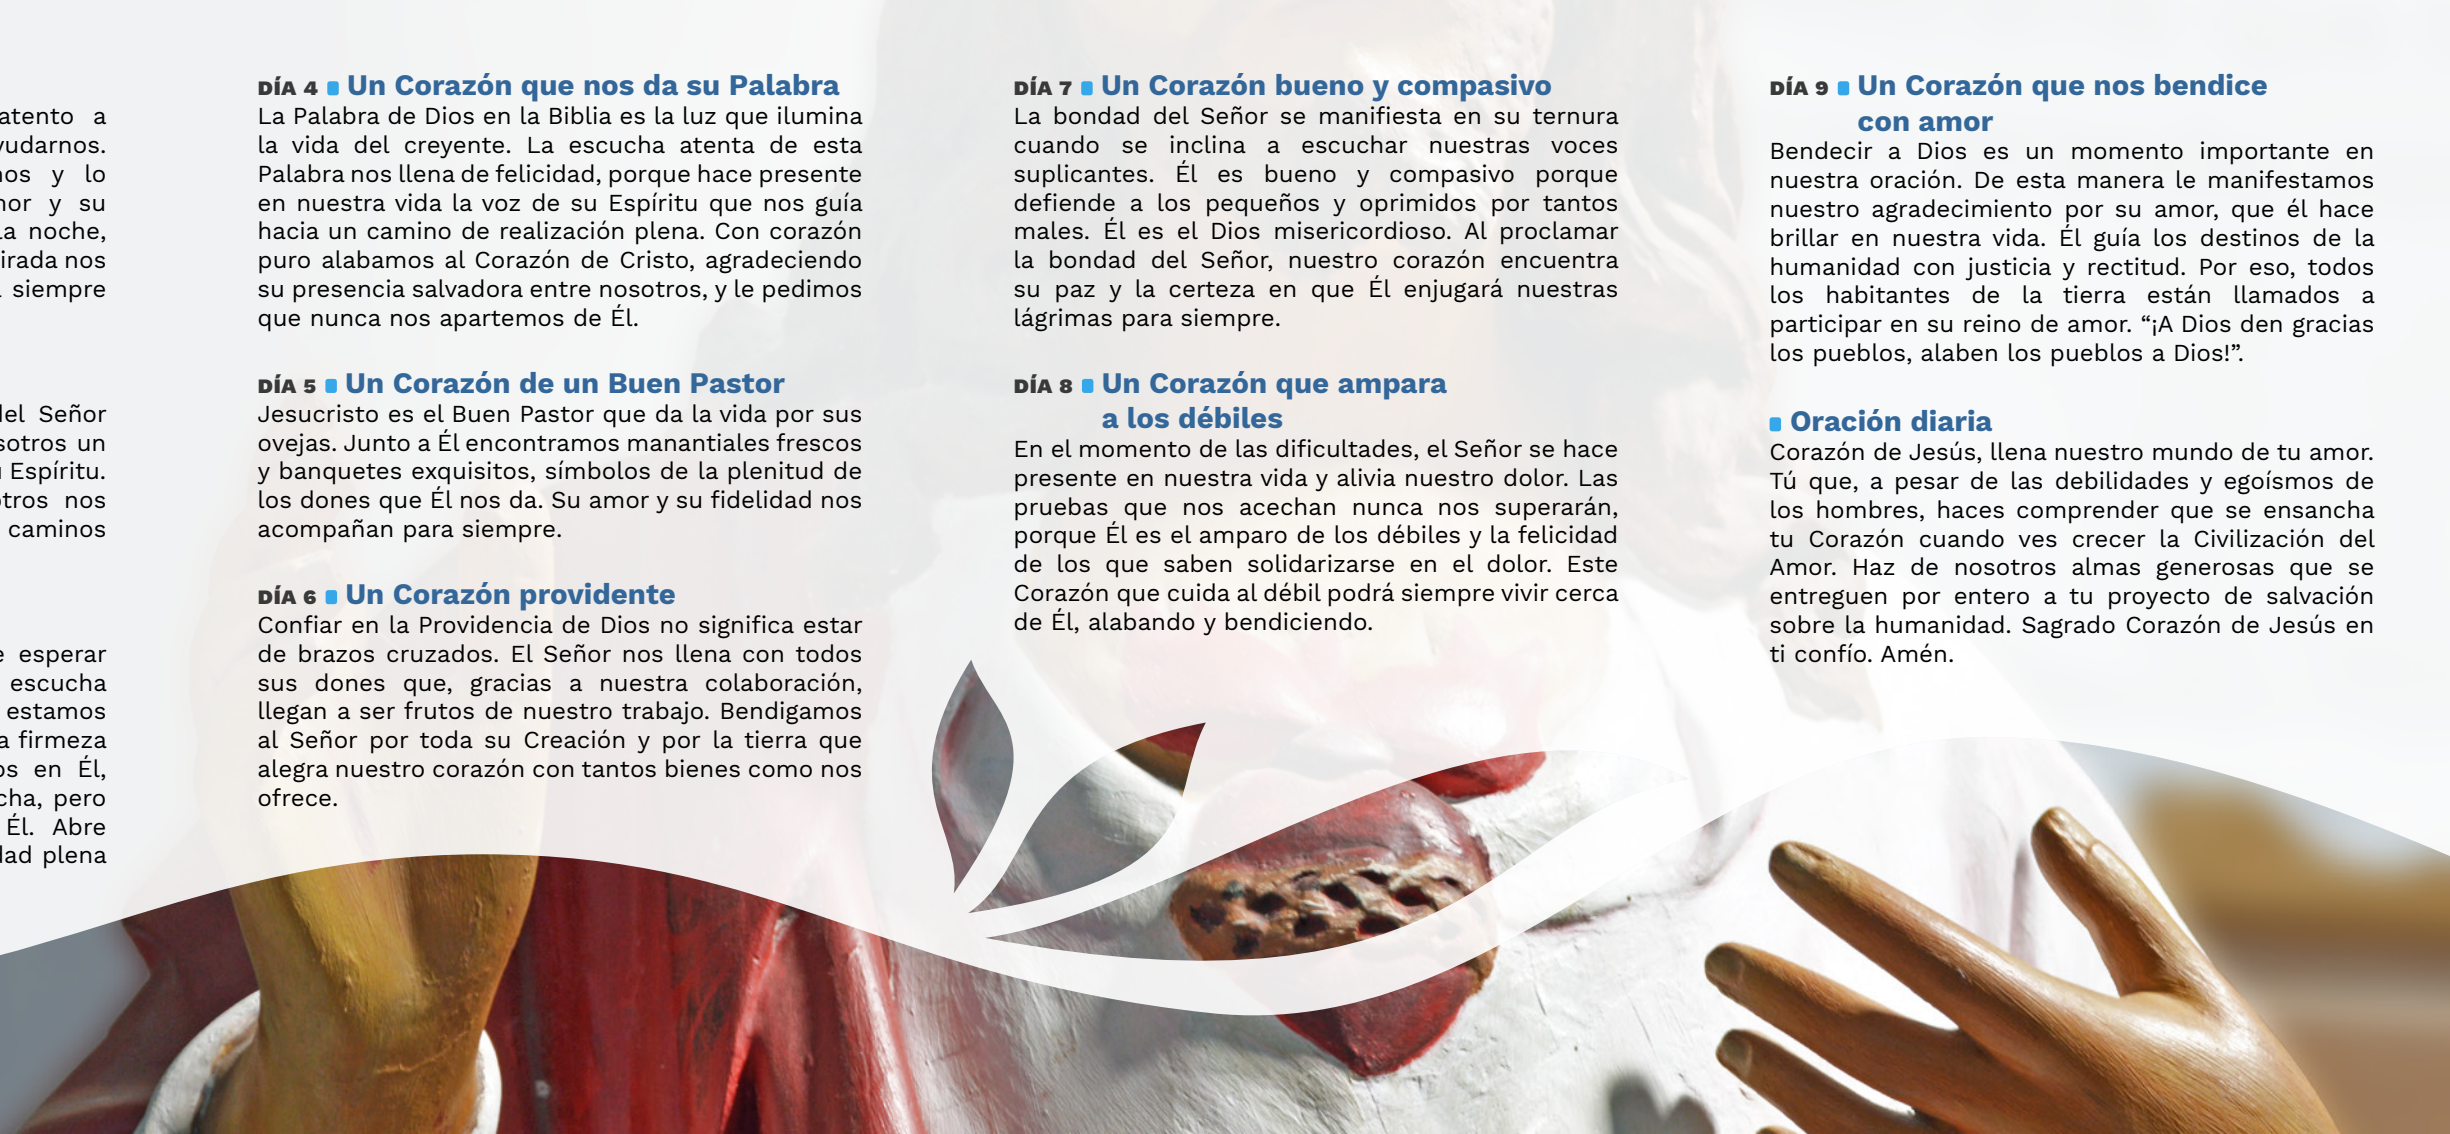 atento a
nos y lo
la noche,
siempre
del Señor
un
Espíritu.
nos
caminos
esperar
escucha
estamos
firmeza
en Él,
pero
Él. Abre
plena
DÍA 4 Un Corazón que nos da su Palabra
La Palabra de Dios en la Biblia es la luz que ilumina
la vida del creyente. La escucha atenta de esta
Palabra nos llena de felicidad, porque hace presente
en nuestra vida la voz de su Espíritu que nos guía
hacia un camino de realización plena. Con corazón
puro alabamos al Corazón de Cristo, agradeciendo
su presencia salvadora entre nosotros, y le pedimos
que nunca nos apartemos de Él.
DÍA 5 Un Corazón de un Buen Pastor
Jesucristo es el Buen Pastor que da la vida por sus
ovejas. Junto a Él encontramos manantiales frescos
y banquetes exquisitos, símbolos de la plenitud de
los dones que Él nos da. Su amor y su fidelidad nos
acompañan para siempre.
DÍA 6 Un Corazón providente
Confiar en la Providencia de Dios no significa estar
de brazos cruzados. El Señor nos llena con todos
sus dones que, gracias a nuestra colaboración,
llegan a ser frutos de nuestro trabajo. Bendigamos
al Señor por toda su Creación y por la tierra que
alegra nuestro corazón con tantos bienes como nos
ofrece.
DÍA 7 Un Corazón bueno y compasivo
La bondad del Señor se manifiesta en su ternura
cuando se inclina a escuchar nuestras voces
suplicantes. Él es bueno y compasivo porque
defiende a los pequeños y oprimidos por tantos
males. Él es el Dios misericordioso. Al proclamar
la bondad del Señor, nuestro corazón encuentra
su paz y la certeza en que Él enjugará nuestras
lágrimas para siempre.
DÍA 8 Un Corazón que ampara
a los débiles
En el momento de las dificultades, el Señor se hace
presente en nuestra vida y alivia nuestro dolor. Las
pruebas que nos acechan nunca nos superarán,
porque Él es el amparo de los débiles y la felicidad
de los que saben solidarizarse en el dolor. Este
Corazón que cuida al débil podrá siempre vivir cerca
de Él, alabando y bendiciendo.
DÍA 9 Un Corazón que nos bendice
con amor
Bendecir a Dios es un momento importante en
nuestra oración. De esta manera le manifestamos
nuestro agradecimiento por su amor, que él hace
brillar en nuestra vida. Él guía los destinos de la
humanidad con justicia y rectitud. Por eso, todos
los habitantes de la tierra están llamados a
participar en su reino de amor. “¡A Dios den gracias
los pueblos, alaben los pueblos a Dios!”.
Oración diaria
Corazón de Jesús, llena nuestro mundo de tu amor.
Tú que, a pesar de las debilidades y egoísmos de
los hombres, haces comprender que se ensancha
tu Corazón cuando ves crecer la Civilización del
Amor. Haz de nosotros almas generosas que se
entreguen por entero a tu proyecto de salvación
sobre la humanidad. Sagrado Corazón de Jesús en
ti confío. Amén.